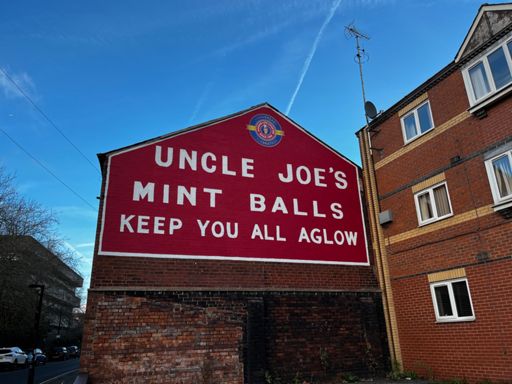 UNCLE JOE'S
MINT BALLS
KEEP YOU ALL AGLOW